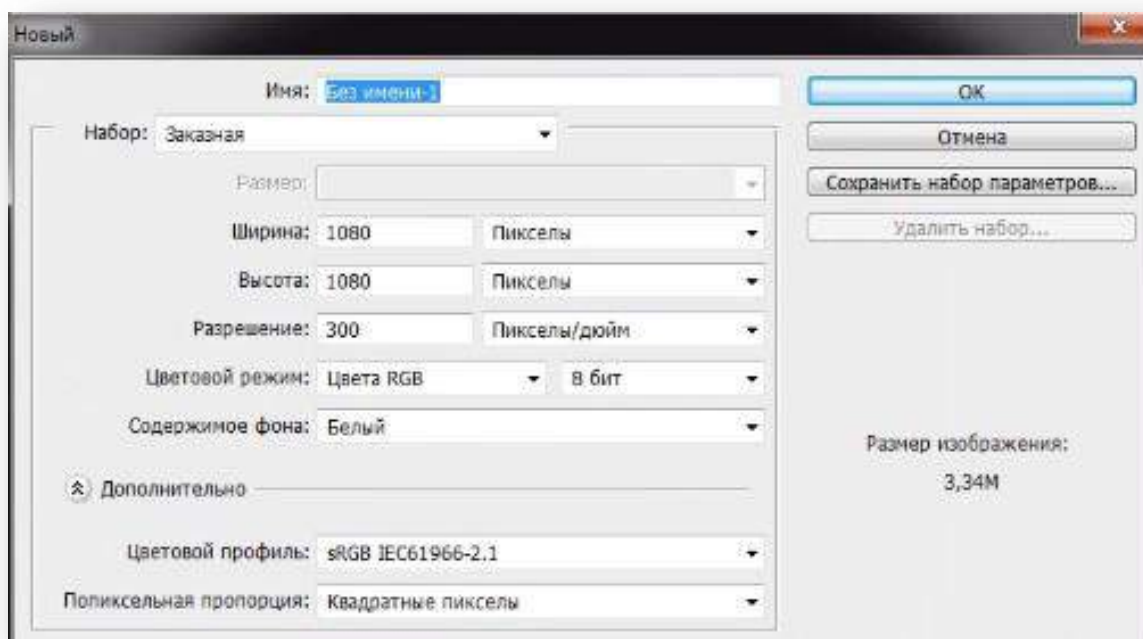 Новый
Имя: Без имени-1
OK
Набор: Заказная
Отмена
Размер:
Сохранить набор параметров...
Ширина: 1080 Пикселы
Удалить набор...
Высота: 1080 Пикселы
Разрешение: 300 Пикселы/дюйм
Цветовой режим: Цвета RGB 8 бит
Содержимое фона: Белый
Размер изображения:
3,34M
Дополнительно
Цветовой профиль: sRGB IEC61966-2.1
Попиксельная пропорция: Квадратные пикселы